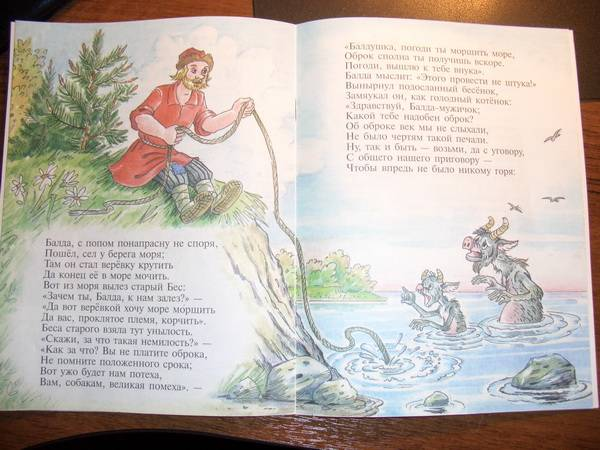 Балда, с попом понапрасну не споря,
Пошёл, сел у берега моря;
Там он стал верёвку крутить
Да конец её в море мочить.
Вот из моря вылез старый Бес:
«Зачем ты, Балда, к нам залез?» —
«Да вот верёвкой хочу море морщить
Да вас, проклятое племя, корчить».
Беса старого взяла тут унылость.
«Скажи, за что такая немилость?» —
«Как за что? Вы не платите оброка,
Не помните положенного срока;
Вот ужо будет нам потеха,
Вам, собакам, великая помеха». —
«Балдушка, погоди ты морщить море,
Оброк сполна ты получишь вскоре.
Погоди, вышлю к тебе внука».
Балда мыслит: «Этого провести не штука!»
Вынырнул подосланный бесёнок,
Замяукал он, как голодный котёнок:
«Здравствуй, Балда-мужичок;
Какой тебе надобен оброк?
Об оброке век мы не слыхали,
Не было чертям такой печали.
Ну, так и быть — возьми, да с уговору,
С общего нашего приговору —
Чтобы впредь не было никому горя: